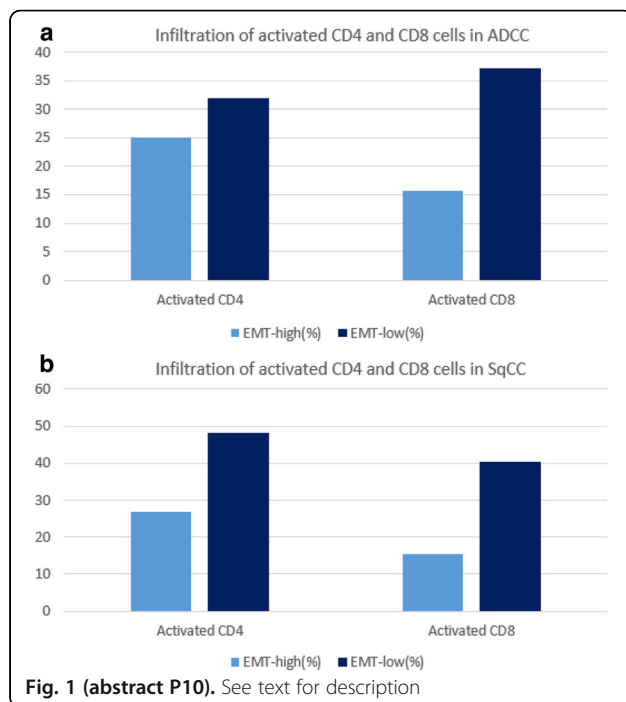 a
Infiltration of activated CD4 and CD8 cells in ADCC
40
35
30
25
20
15
10
5
0
Activated CD4 Activated CD8
EMT-high(%) EMT-low(%)
b
Infiltration of activated CD4 and CD8 cells in SqCC
60
50
40
30
20
10
0
Activated CD4 Activated CD8
EMT-high(%) EMT-low(%)
Fig. 1 (abstract P10). See text for description